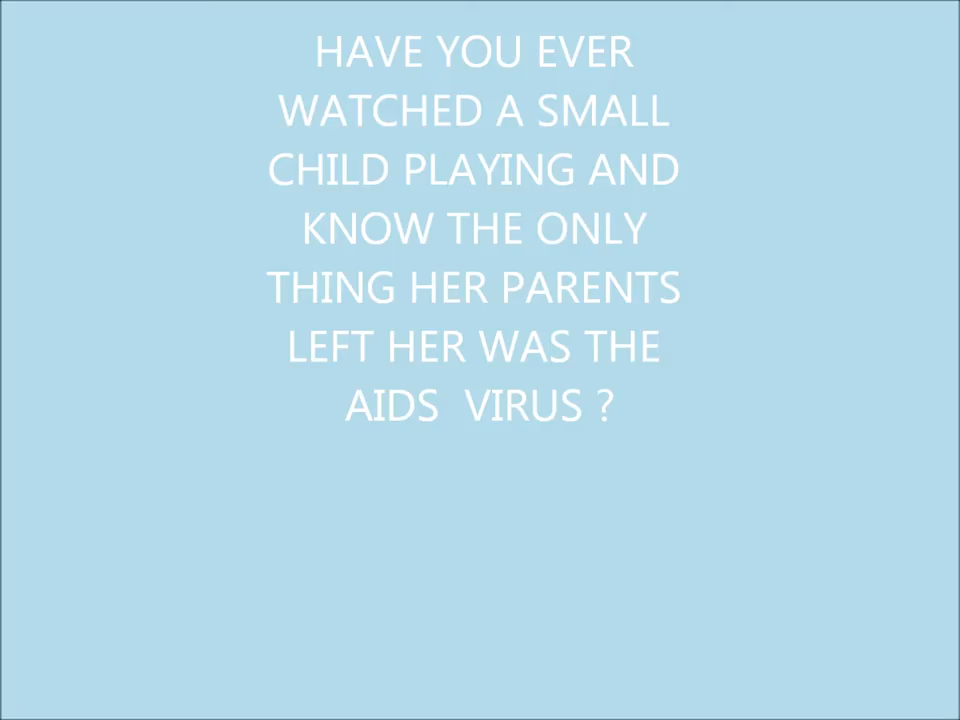 HAVE YOU EVER
WATCHED A SMALL
CHILD PLAYING AND
KNOW THE ONLY
THING HER PARENTS
LEFT HER WAS THE
AIDS  VIRUS ?